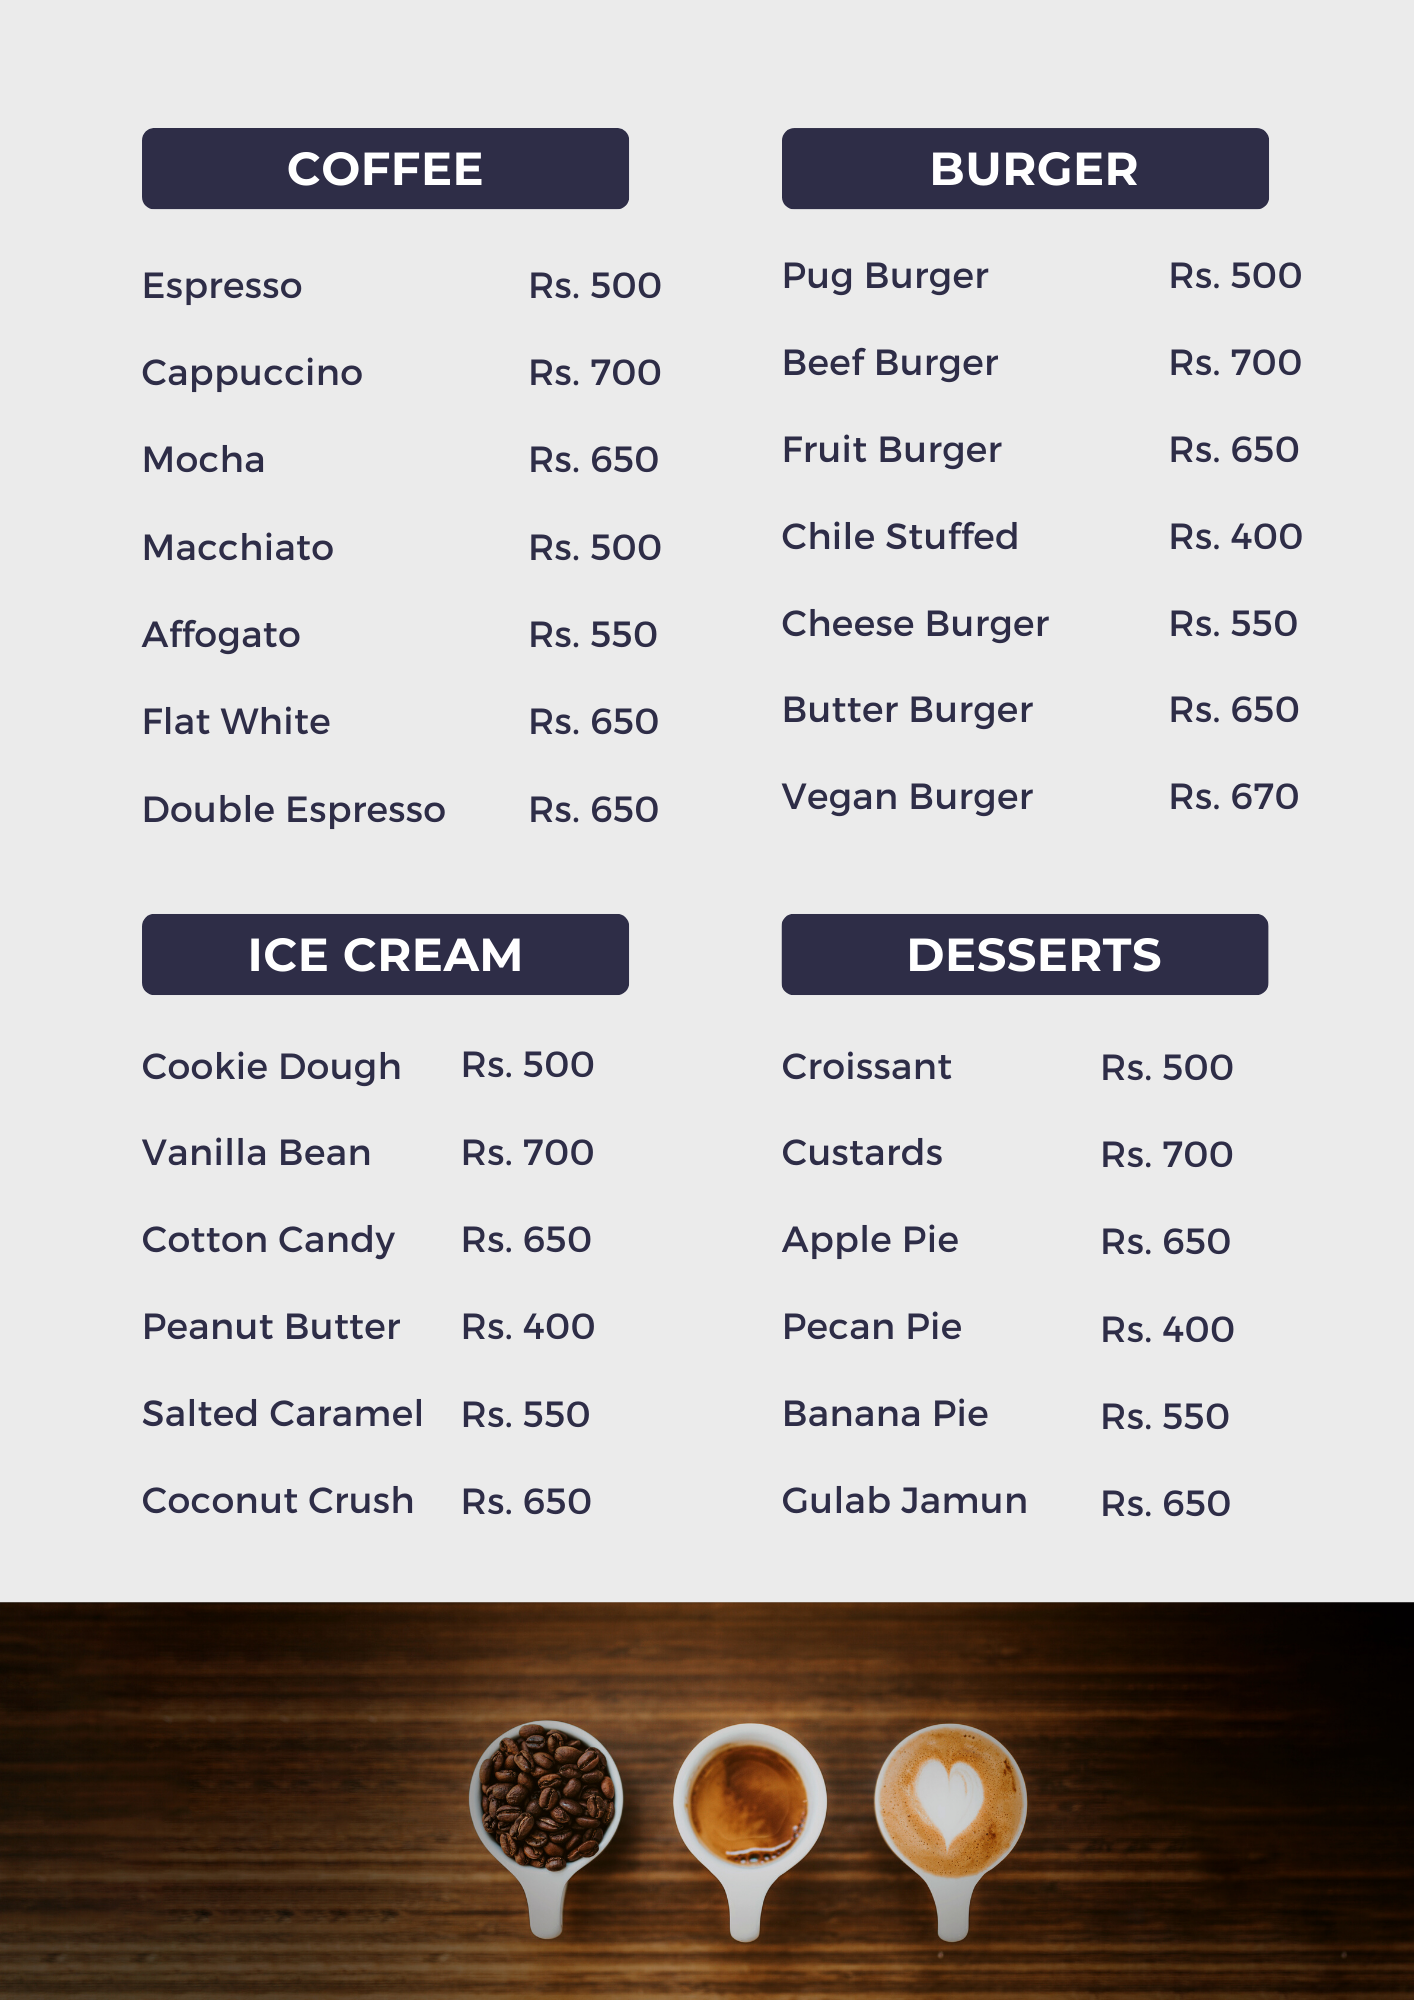 COFFEE
Espresso Rs. 500
Cappuccino Rs. 700
Mocha Rs. 650
Macchiato Rs. 500
Affogato Rs. 550
Flat White Rs. 650
Double Espresso Rs. 650
BURGER
Pug Burger Rs. 500
Beef Burger Rs. 700
Fruit Burger Rs. 650
Chile Stuffed Rs. 400
Cheese Burger Rs. 550
Butter Burger Rs. 650
Vegan Burger Rs. 670
ICE CREAM
Cookie Dough Rs. 500
Vanilla Bean Rs. 700
Cotton Candy Rs. 650
Peanut Butter Rs. 400
Salted Caramel Rs. 550
Coconut Crush Rs. 650
DESSERTS
Croissant Rs. 500
Custards Rs. 700
Apple Pie Rs. 650
Pecan Pie Rs. 400
Banana Pie Rs. 550
Gulab Jamun Rs. 650